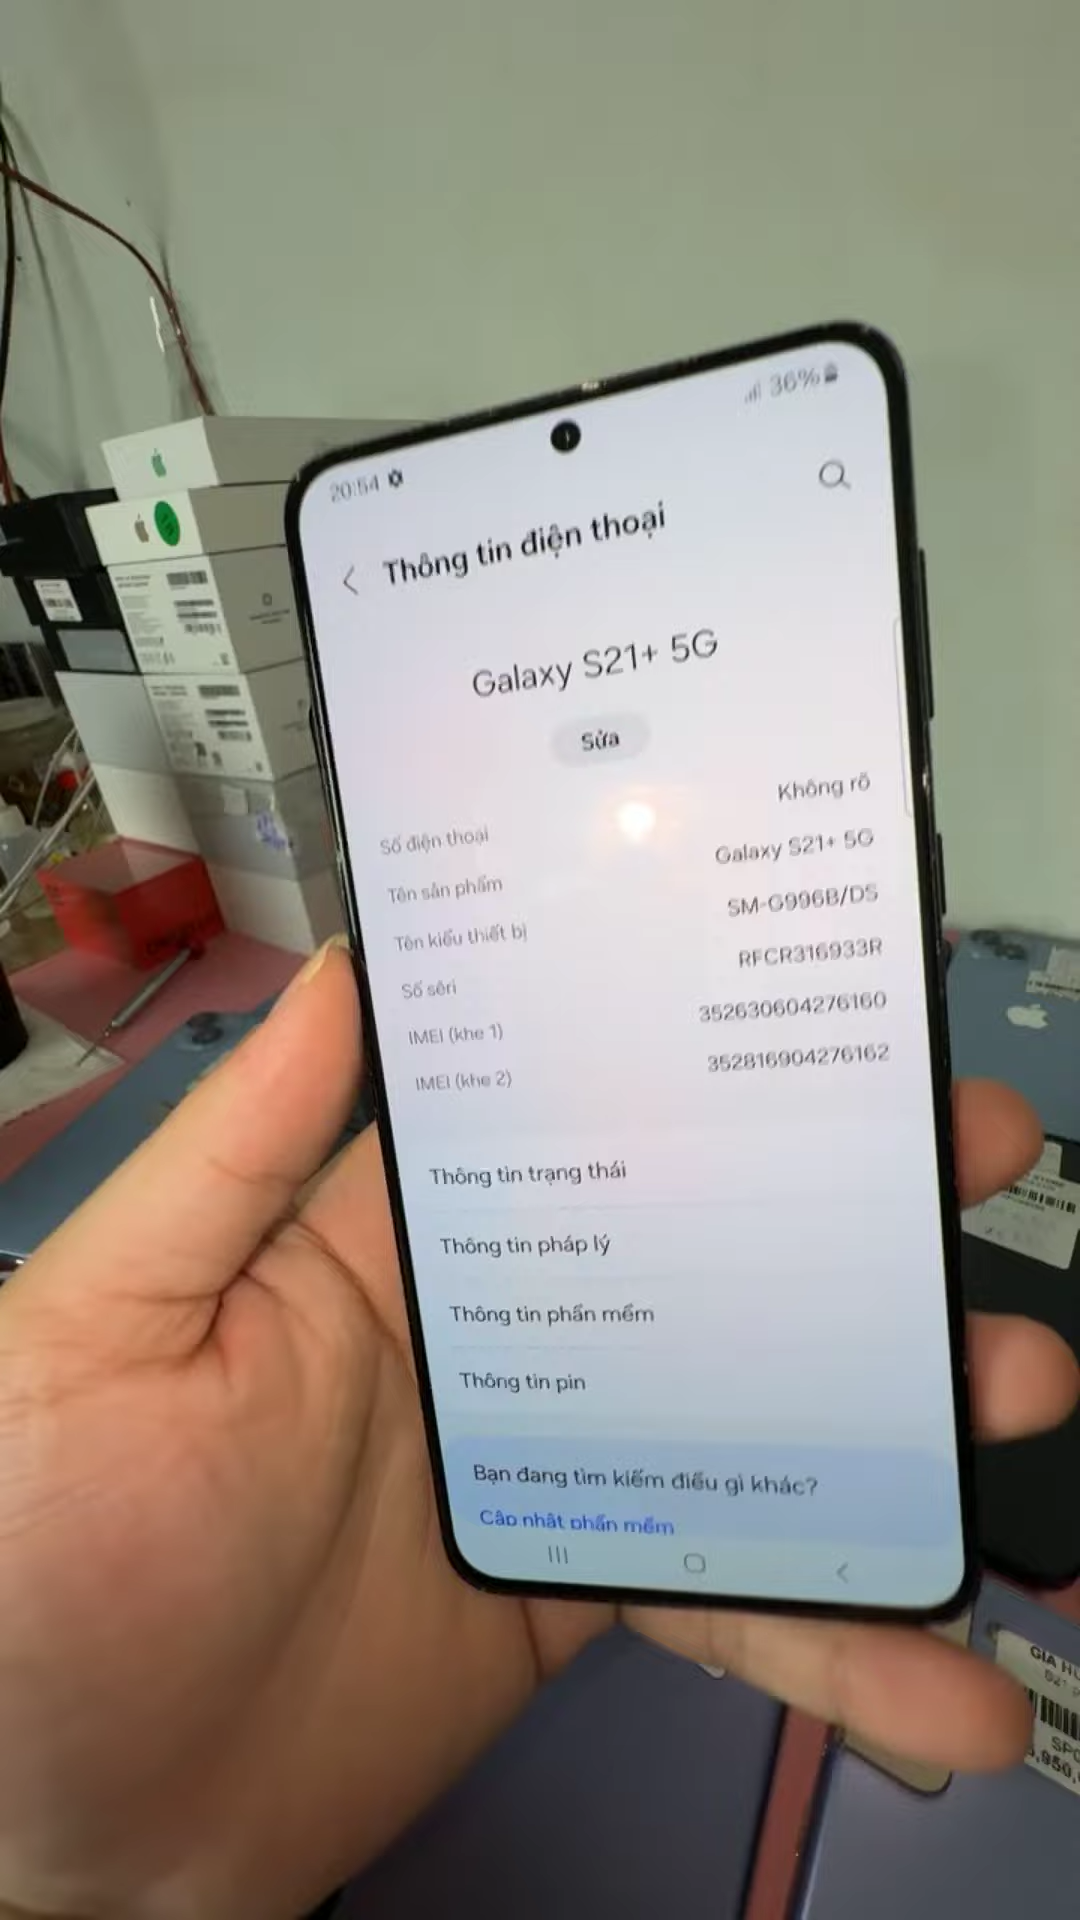 20:54
36%
Thông tin điện thoại
Galaxy S21+ 5G
Sửa
Số điện thoại
Không rõ
Tên sản phẩm
Galaxy S21+ 5G
Tên kiểu thiết bị
SM-G996B/DS
Số sêri
RFCR316933R
IMEI (khe 1)
352630604276160
IMEI (khe 2)
352816904276162
Thông tin trạng thái
Thông tin pháp lý
Thông tin phần mềm
Thông tin pin
Bạn đang tìm kiếm điều gì khác?
Cập nhật phần mềm
GIA